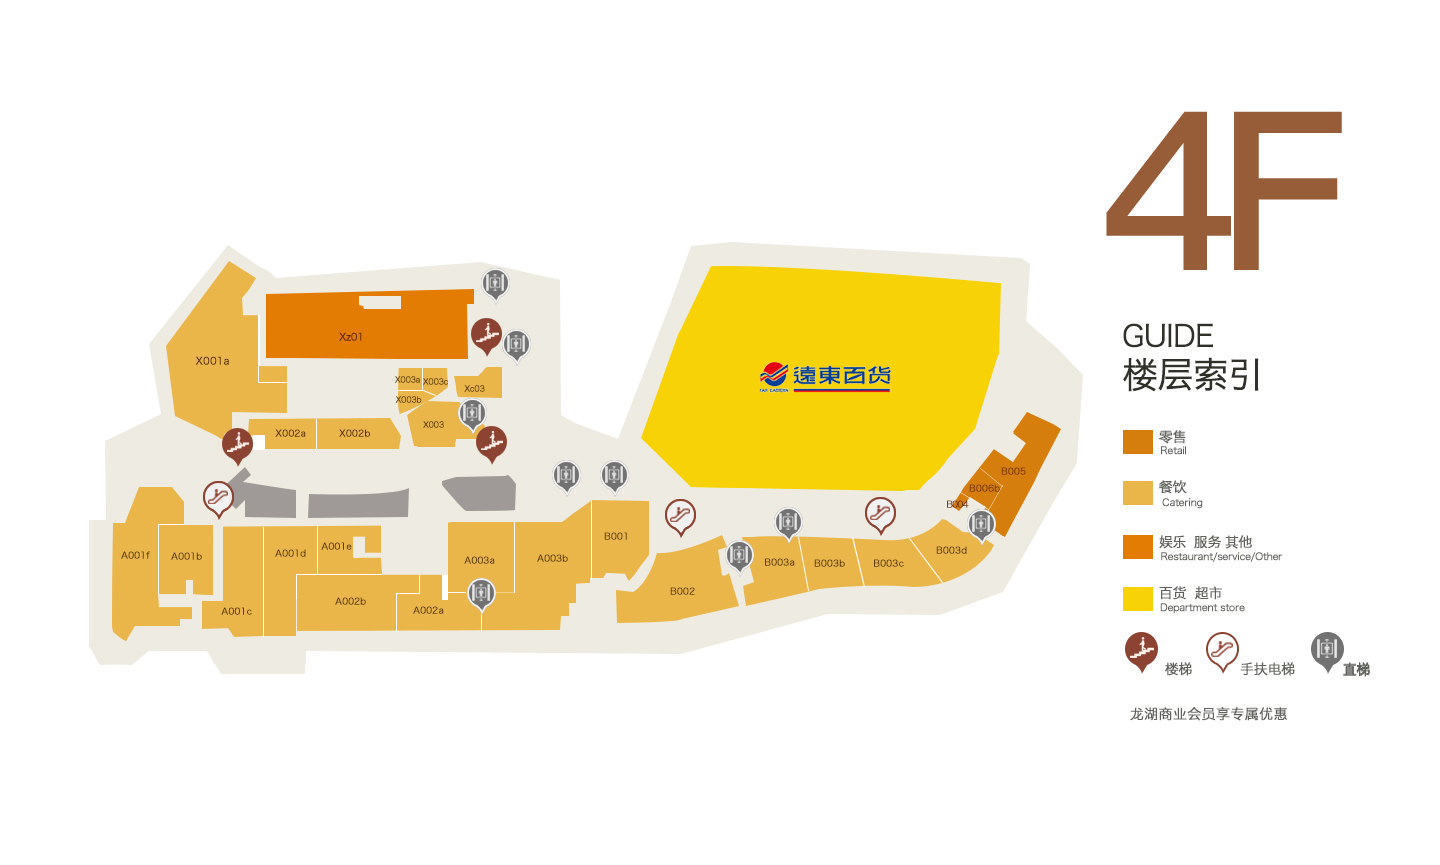 4F
GUIDE
楼层索引
零售
Retail
餐饮
Catering
娱乐 服务 其他
Restaurant/service/Other
百货 超市
Department store
楼梯
手扶电梯
直梯
龙湖商业会员享专属优惠
Xz01
X001a
X003a
X003c
Xc03
X003b
X003
X002a
X002b
遠東百货
FAR EASTERN
B005
B006b
B004
A001f
A001b
A001d
A001e
A003a
A003b
B001
B003a
B003b
B003c
B003d
B002
A001c
A002b
A002a